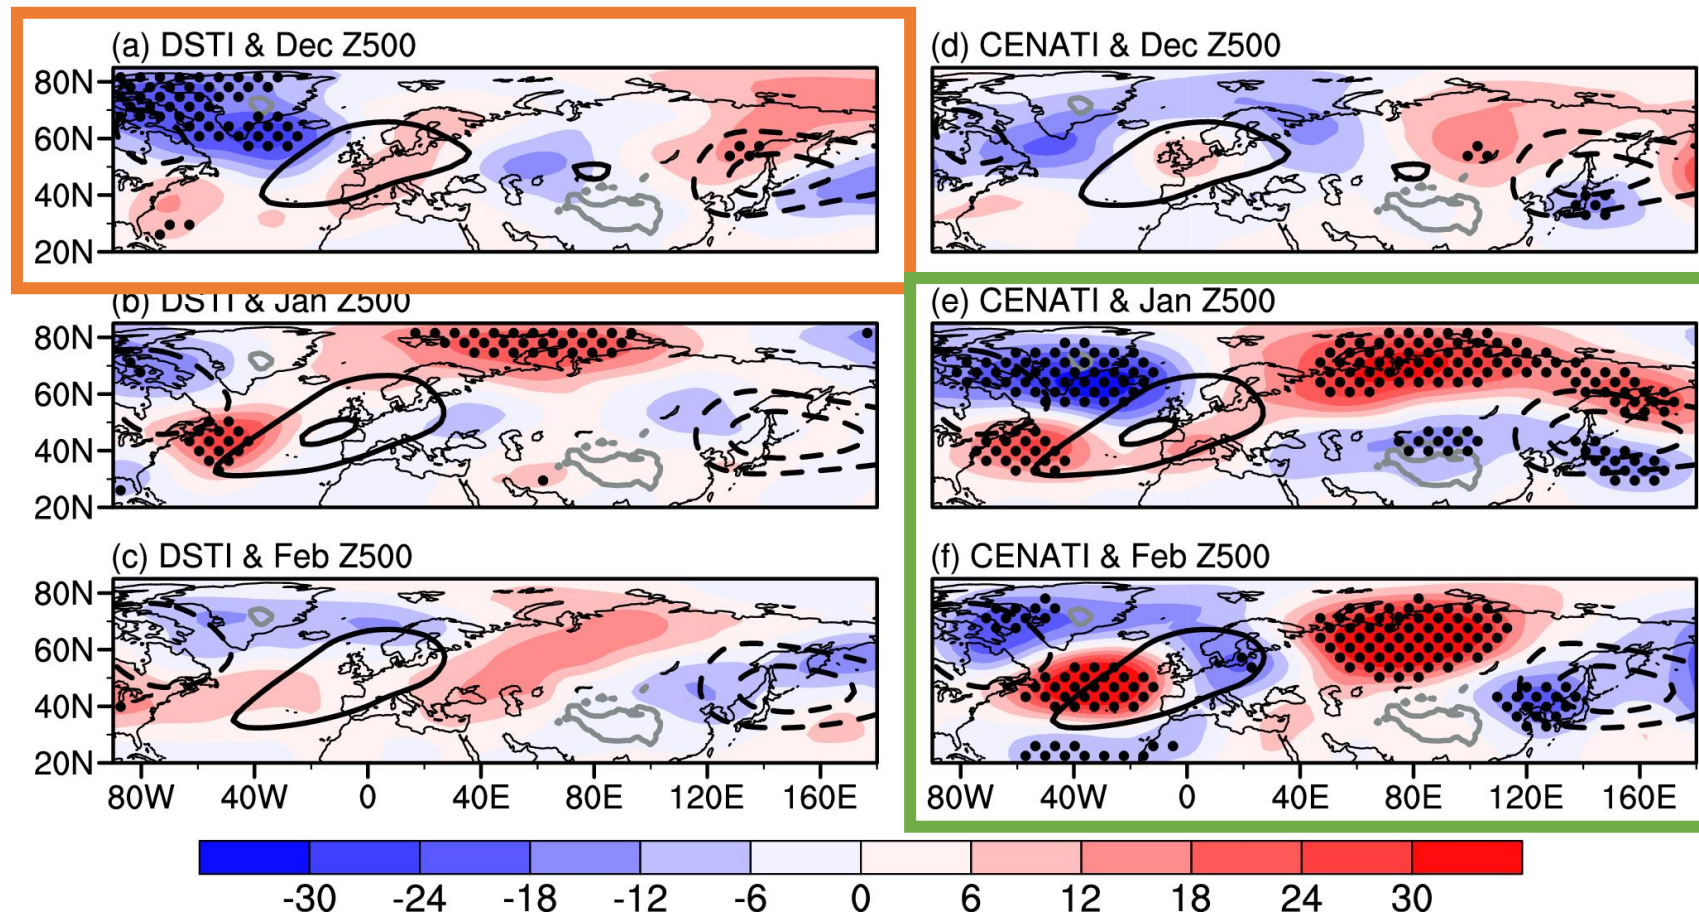 (a) DSTI & Dec Z500
(d) CENATI & Dec Z500
80N
60N
40N
20N
(b) DSTI & Jan Z500
(e) CENATI & Jan Z500
80N
60N
40N
20N
(c) DSTI & Feb Z500
(f) CENATI & Feb Z500
80N
60N
40N
20N
80W 40W 0 40E 80E 120E 160E
80W 40W 0 40E 80E 120E 160E
-30 -24 -18 -12 -6 0 6 12 18 24 30